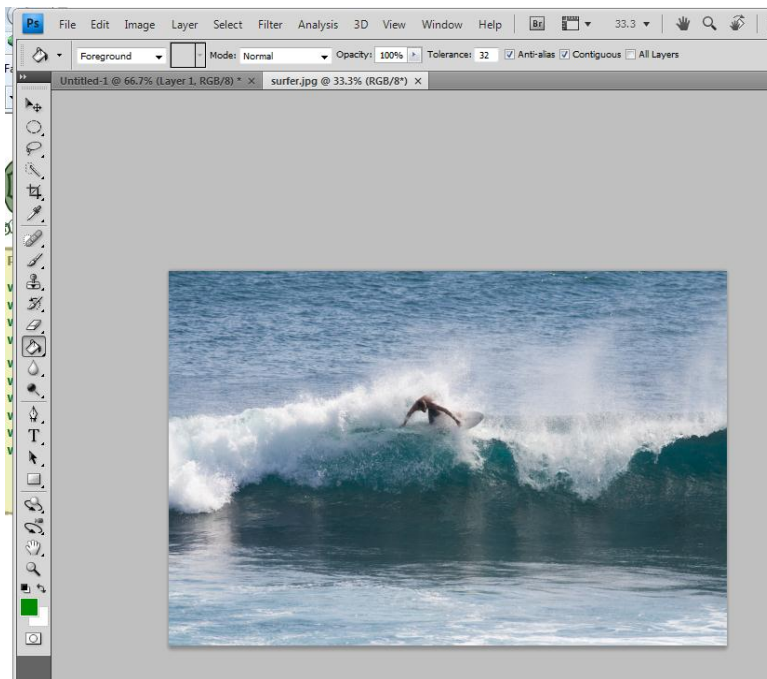 Ps File Edit Image Layer Select Filter Analysis 3D View Window Help Br 33.3
Foreground Mode: Normal Opacity: 100% Tolerance: 32 Anti-alias Contiguous All Layers
Untitled-1 @ 66.7% (Layer 1, RGB/8) * × surfer.jpg @ 33.3% (RGB/8*) ×
T